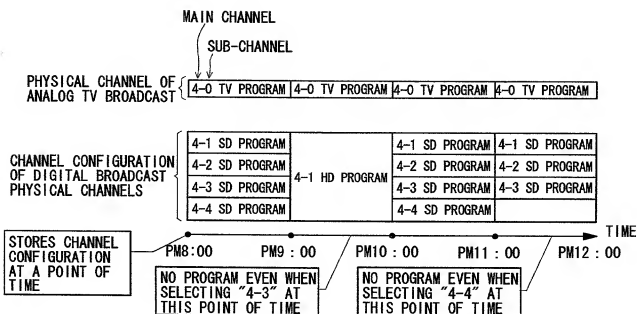 MAIN CHANNEL
SUB-CHANNEL
PHYSICAL CHANNEL OF
ANALOG TV BROADCAST
4-0 TV PROGRAM 4-0 TV PROGRAM 4-0 TV PROGRAM 4-0 TV PROGRAM
CHANNEL CONFIGURATION
OF DIGITAL BROADCAST
PHYSICAL CHANNELS
4-1 SD PROGRAM
4-2 SD PROGRAM
4-3 SD PROGRAM
4-4 SD PROGRAM
4-1 HD PROGRAM
4-1 SD PROGRAM
4-2 SD PROGRAM
4-3 SD PROGRAM
4-4 SD PROGRAM
4-1 SD PROGRAM
4-2 SD PROGRAM
4-3 SD PROGRAM
TIME
PM8:00 PM9:00 PM10:00 PM11:00 PM12:00
STORES CHANNEL
CONFIGURATION
AT A POINT OF
TIME
NO PROGRAM EVEN WHEN
SELECTING "4-3" AT
THIS POINT OF TIME
NO PROGRAM EVEN WHEN
SELECTING "4-4" AT
THIS POINT OF TIME